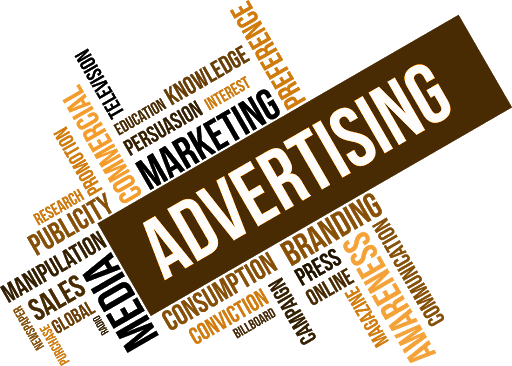 PREFERENCE
TELEVISION
KNOWLEDGE
EDUCATION
INTEREST
PERSUASION
COMMERCIAL
MARKETING
PROMOTION
RESEARCH
PUBLICITY
ADVERTISING
MANIPULATION
MEDIA
SALES
GLOBAL
RADIO
NEWSPAPER
PURCHASE
CONSUMPTION
BRANDING
CONVICTION
PRESS
ONLINE
BILLBOARD
CAMPAIGN
MAGAZINE
AWARENESS
COMMUNICATION